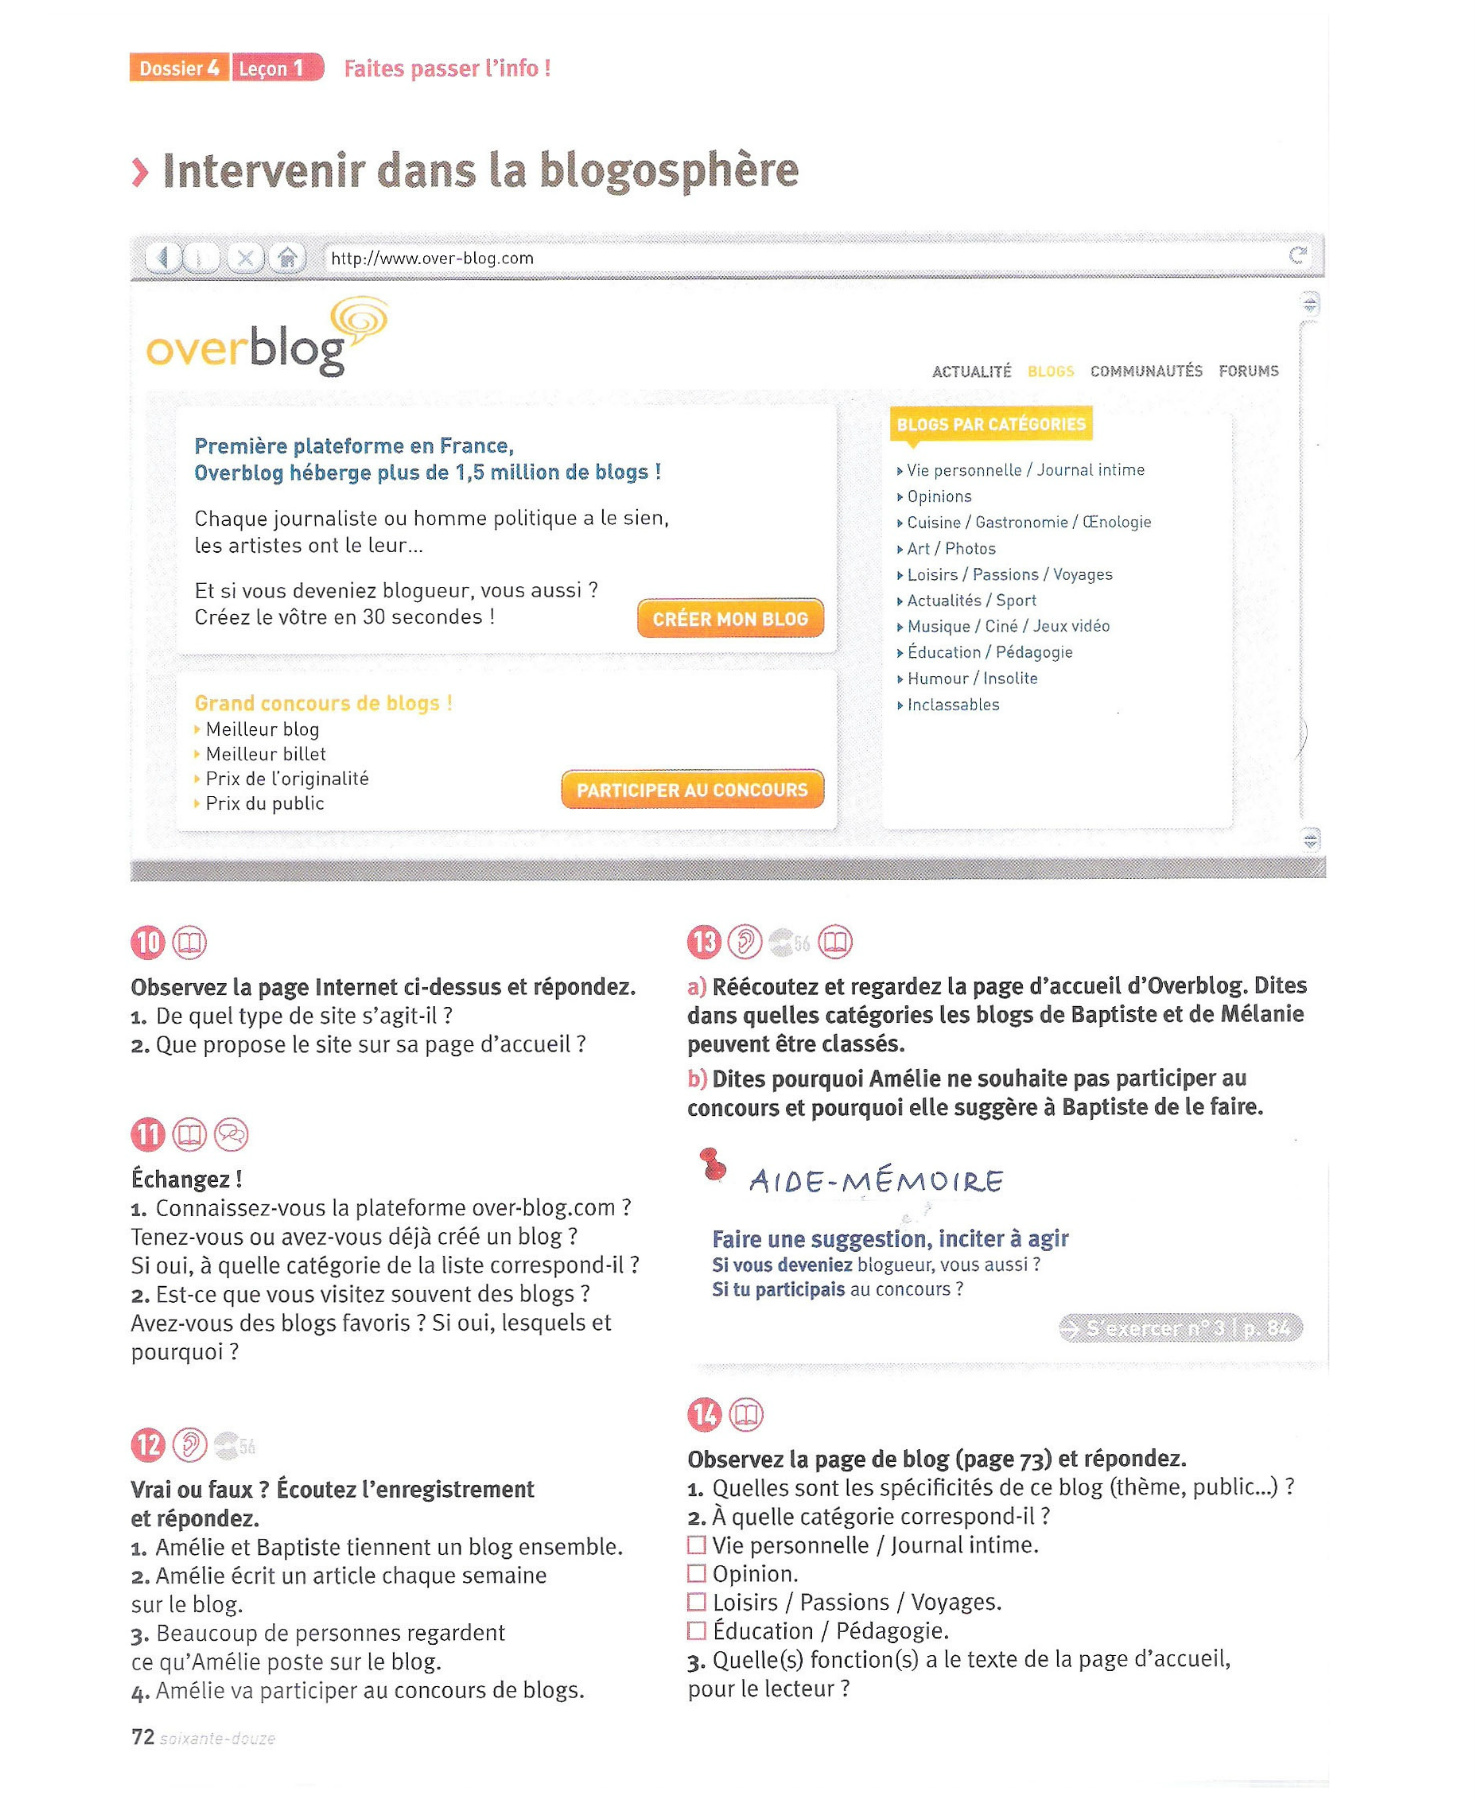 Dossier 4 Leçon 1 Faites passer l'info !
› Intervenir dans la blogosphère
http://www.over-blog.com
overblog
ACTUALITÉ BLOGS COMMUNAUTÉS FORUMS
Première plateforme en France,
Overblog héberge plus de 1,5 million de blogs !
Chaque journaliste ou homme politique a le sien,
les artistes ont le leur...
Et si vous deveniez blogueur, vous aussi ?
Créez le vôtre en 30 secondes !
CRÉER MON BLOG
Grand concours de blogs !
Meilleur blog
Meilleur billet
Prix de l'originalité
Prix du public
PARTICIPER AU CONCOURS
BLOGS PAR CATÉGORIES
Vie personnelle / Journal intime
Opinions
Cuisine / Gastronomie / Œnologie
Art / Photos
Loisirs / Passions / Voyages
Actualités / Sport
Musique / Ciné / Jeux vidéo
Éducation / Pédagogie
Humour / Insolite
Inclassables
10
Observez la page Internet ci-dessus et répondez.
1. De quel type de site s'agit-il ?
2. Que propose le site sur sa page d'accueil ?
11
Échangez !
1. Connaissez-vous la plateforme over-blog.com ?
Tenez-vous ou avez-vous déjà créé un blog ?
Si oui, à quelle catégorie de la liste correspond-il ?
2. Est-ce que vous visitez souvent des blogs ?
Avez-vous des blogs favoris ? Si oui, lesquels et
pourquoi ?
12 56
Vrai ou faux ? Écoutez l'enregistrement
et répondez.
1. Amélie et Baptiste tiennent un blog ensemble.
2. Amélie écrit un article chaque semaine
sur le blog.
3. Beaucoup de personnes regardent
ce qu'Amélie poste sur le blog.
4. Amélie va participer au concours de blogs.
13 56
a) Réécoutez et regardez la page d'accueil d'Overblog. Dites
dans quelles catégories les blogs de Baptiste et de Mélanie
peuvent être classés.
b) Dites pourquoi Amélie ne souhaite pas participer au
concours et pourquoi elle suggère à Baptiste de le faire.
AIDE-MÉMOIRE
Faire une suggestion, inciter à agir
Si vous deveniez blogueur, vous aussi ?
Si tu participais au concours ?
→ S'exercer n° 3 | p. 84
14
Observez la page de blog (page 73) et répondez.
1. Quelles sont les spécificités de ce blog (thème, public...) ?
2. À quelle catégorie correspond-il ?
☐ Vie personnelle / Journal intime.
☐ Opinion.
☐ Loisirs / Passions / Voyages.
☐ Éducation / Pédagogie.
3. Quelle(s) fonction(s) a le texte de la page d'accueil,
pour le lecteur ?
72 soixante-douze